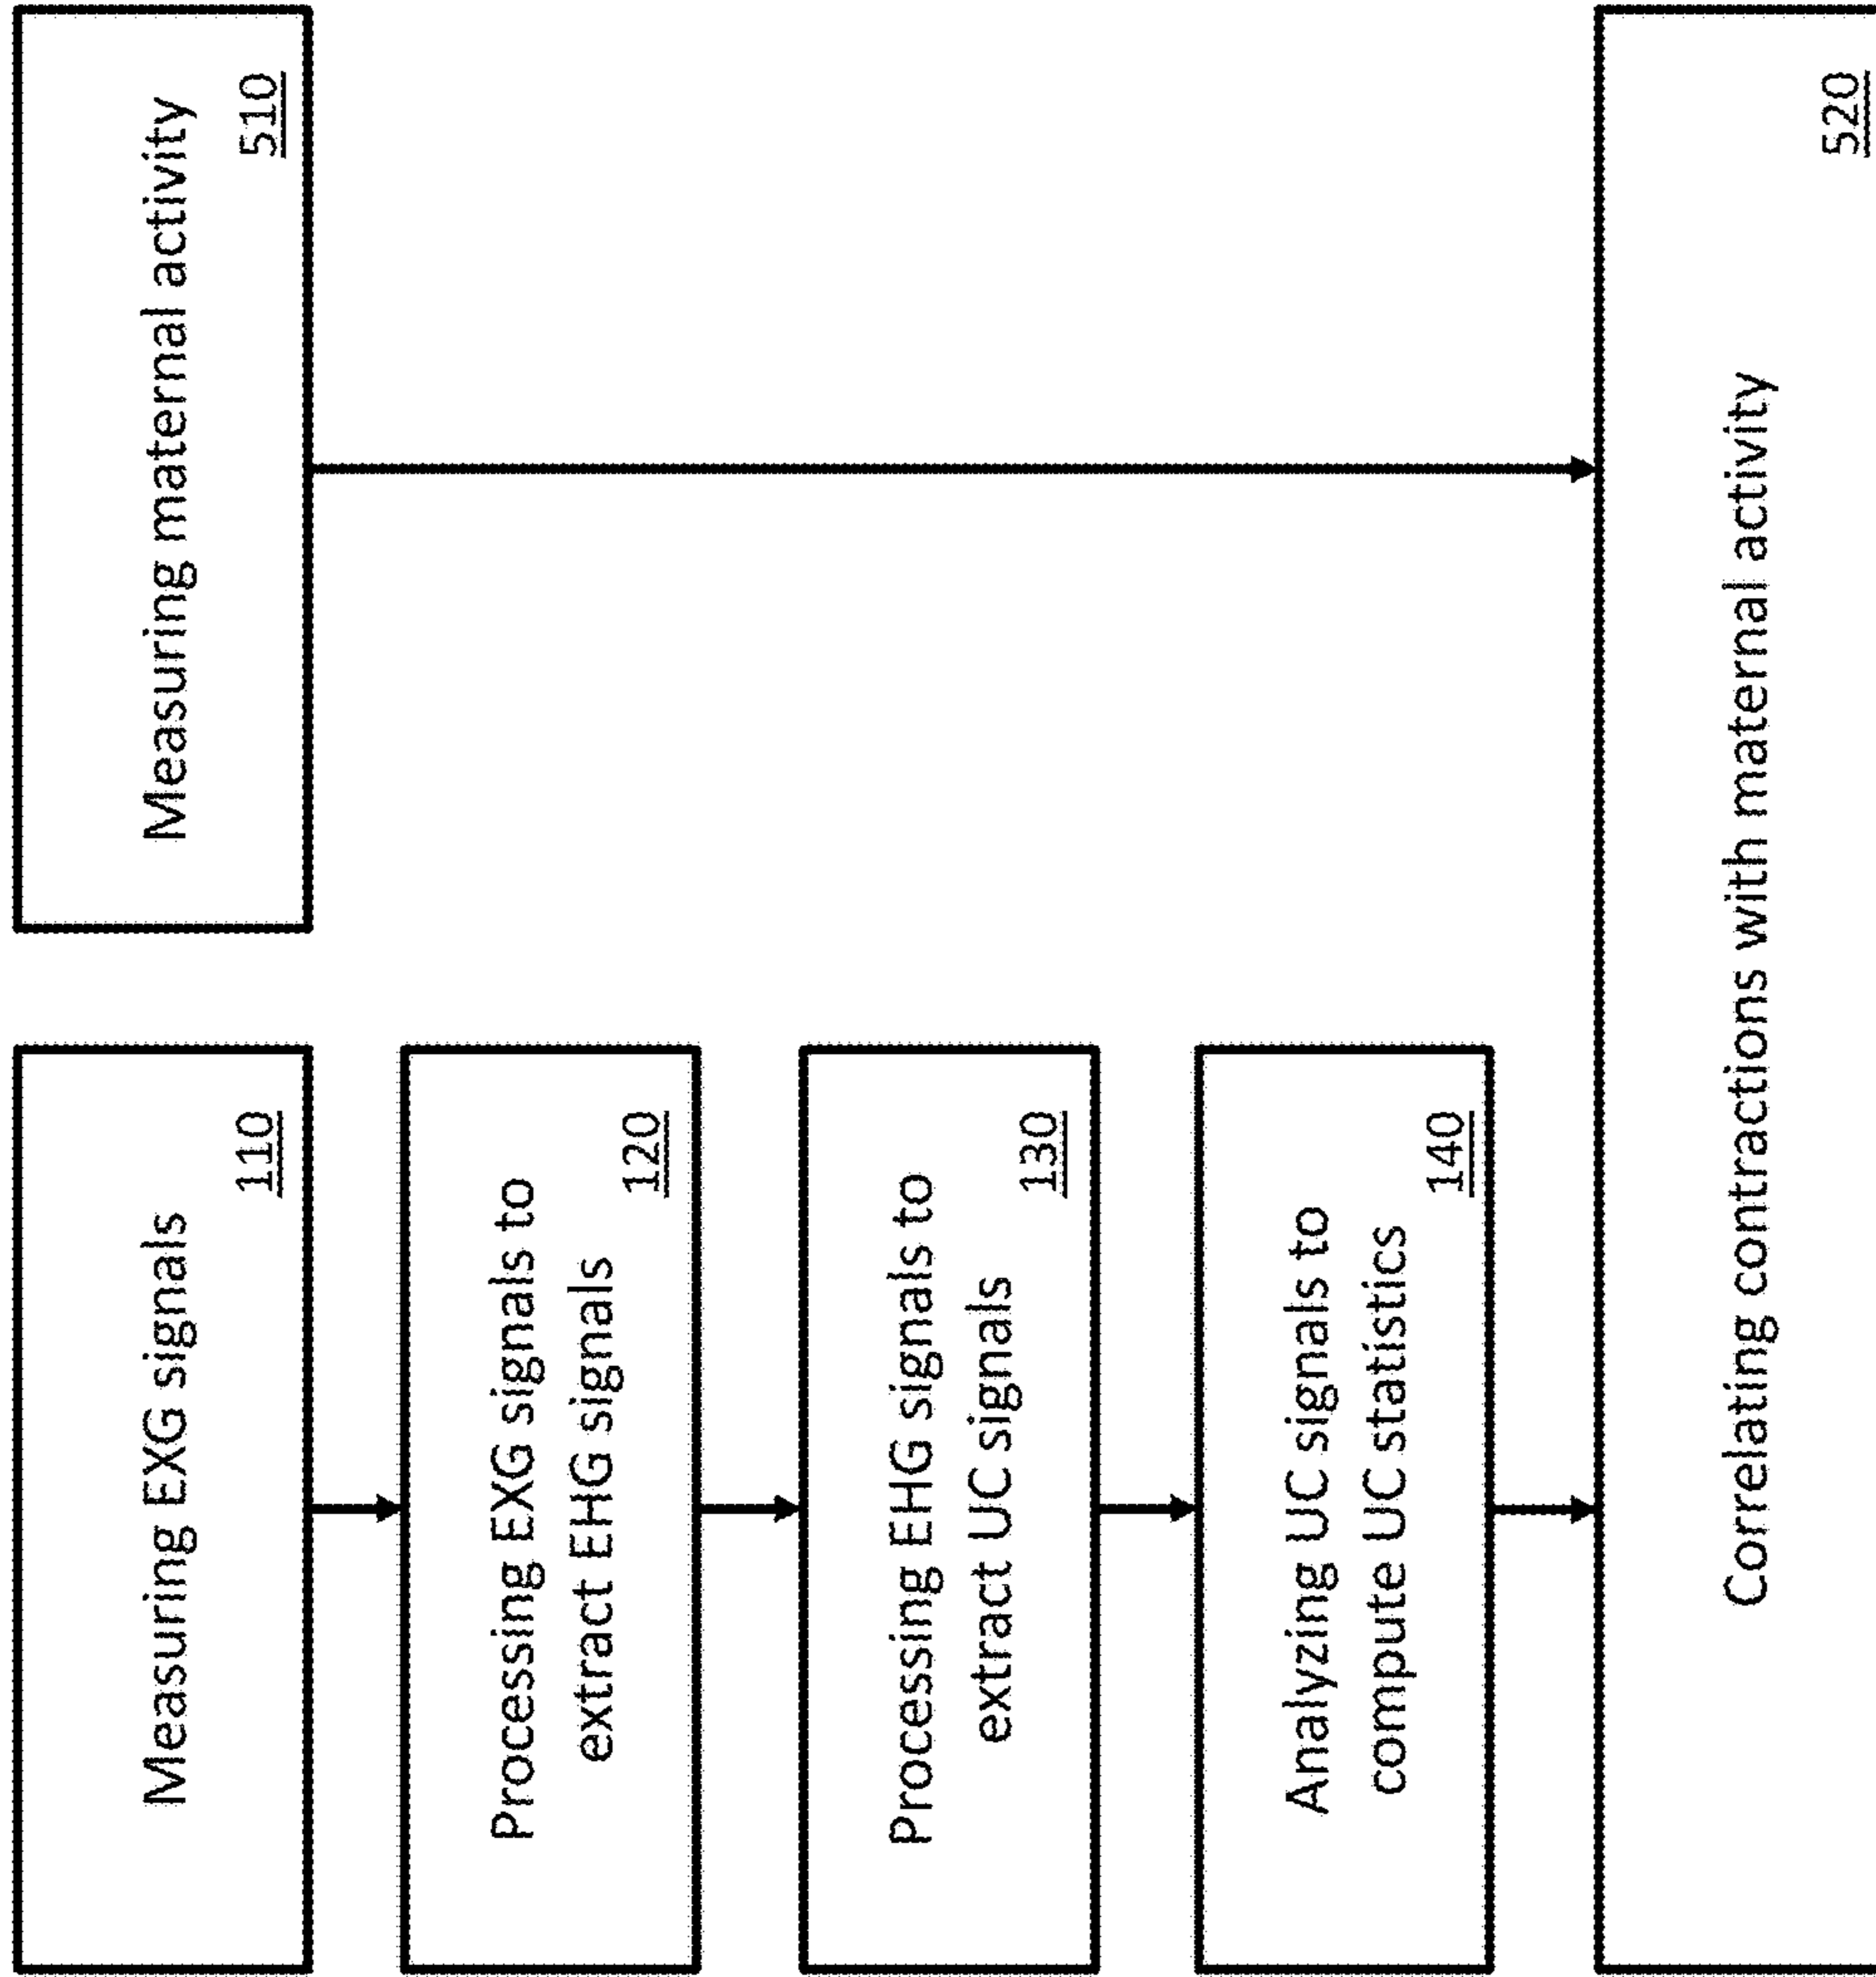 Measuring EXG signals
110
Processing EXG signals to
extract EHG signals
120
Processing EHG signals to
extract UC signals
130
Analyzing UC signals to
compute UC statistics
140
Measuring maternal activity
510
Correlating contractions with maternal activity
520